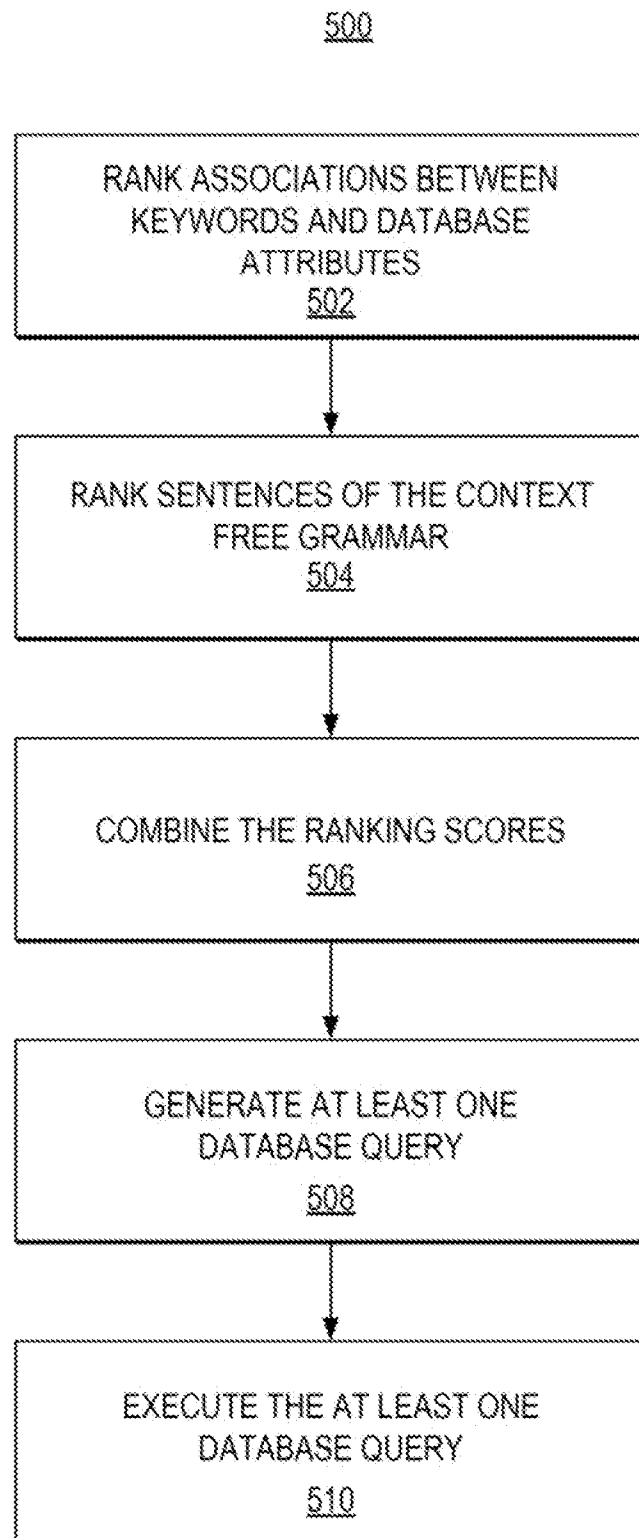 500
RANK ASSOCIATIONS BETWEEN
KEYWORDS AND DATABASE
ATTRIBUTES
502
RANK SENTENCES OF THE CONTEXT
FREE GRAMMAR
504
COMBINE THE RANKING SCORES
506
GENERATE AT LEAST ONE
DATABASE QUERY
508
EXECUTE THE AT LEAST ONE
DATABASE QUERY
510